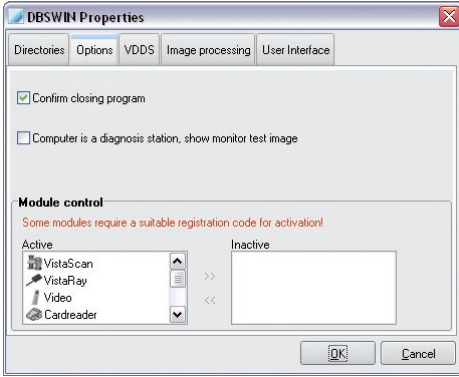 DBSWIN Properties
Directories Options VDDS Image processing User Interface
Confirm closing program
Computer is a diagnosis station, show monitor test image
Module control
Some modules require a suitable registration code for activation!
Active Inactive
VistaScan
VistaRay
>>
Video
<<
Cardreader
OK Cancel